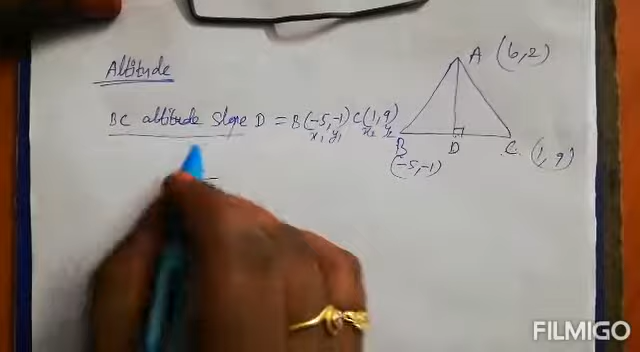 Altitude
A (6,2)
BC altitude slope D = B(-5,-1) C(1,9)
x₁ y₁ x₂ y₂
B D C (1,9)
(-5,-1)
FILMIGO